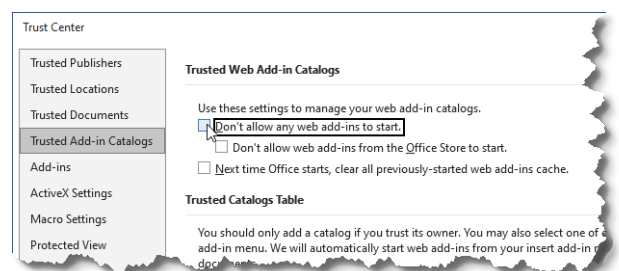 Trust Center
Trusted Publishers
Trusted Locations
Trusted Documents
Trusted Add-in Catalogs
Add-ins
ActiveX Settings
Macro Settings
Protected View
Trusted Web Add-in Catalogs
Use these settings to manage your web add-in catalogs.
Don't allow any web add-ins to start.
Don't allow web add-ins from the Office Store to start.
Next time Office starts, clear all previously-started web add-ins cache.
Trusted Catalogs Table
You should only add a catalog if you trust its owner. You may also select one of
add-in menu. We will automatically start web add-ins from your insert add-in